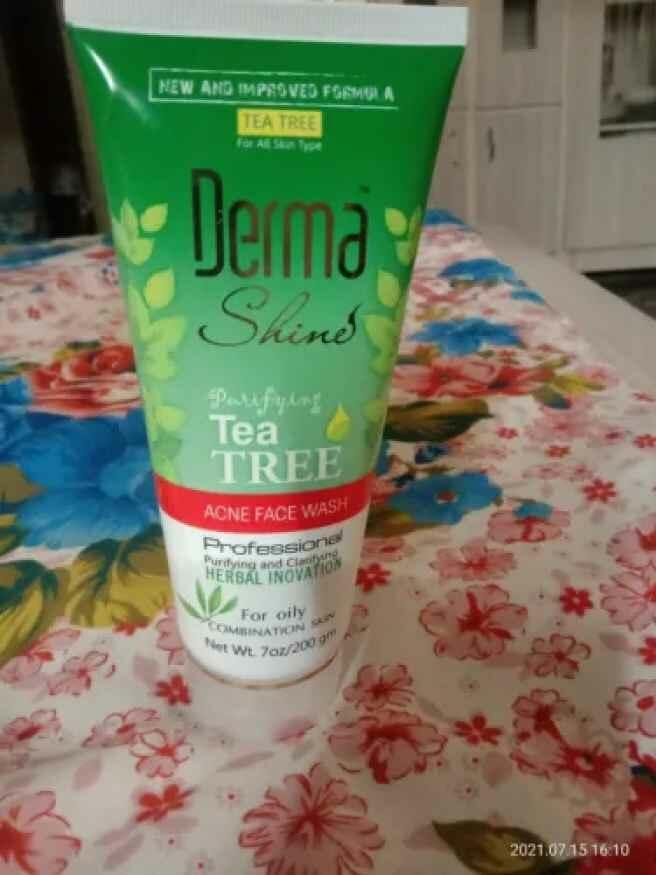 NEW AND IMPROVED FORMULA
TEA TREE
For All Skin Type
Derma™
Shine
Purifying
Tea
TREE
ACNE FACE WASH
Professional
Purifying and Clarifying
HERBAL INOVATION
For oily
COMBINATION SKIN
Net Wt. 7oz/200 gm
2021.07.15 16:10